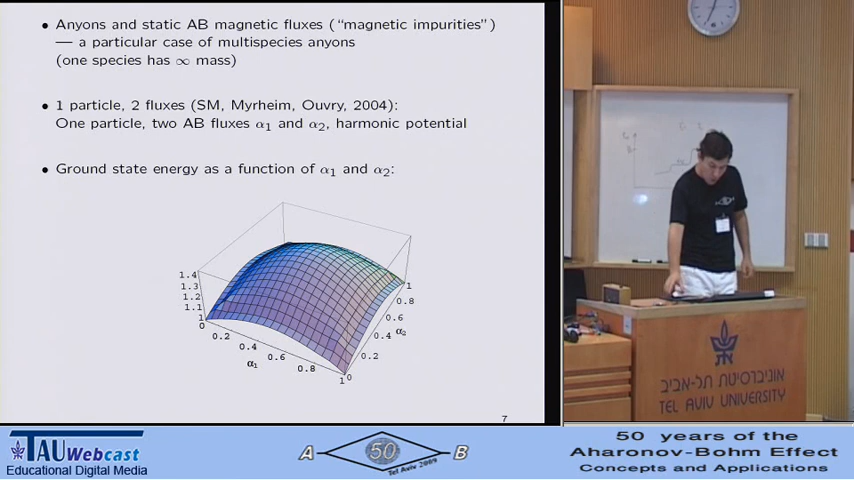 • Anyons and static AB magnetic fluxes (“magnetic impurities”)
— a particular case of multispecies anyons
(one species has ∞ mass)
• 1 particle, 2 fluxes (SM, Myrheim, Ouvry, 2004):
One particle, two AB fluxes α1 and α2, harmonic potential
• Ground state energy as a function of α1 and α2:
1.4
1.3
1.2
1.1
1
0
0.2
0.4
0.6
0.8
1
α1
0
0.2
0.4
0.6
0.8
1
α2
7
אוניברסיטת תל-אביב
TEL AVIV UNIVERSITY
TAU Webcast
Educational Digital Media
A 50 B
Tel Aviv 2009
50 years of the
Aharonov-Bohm Effect
Concepts and Applications